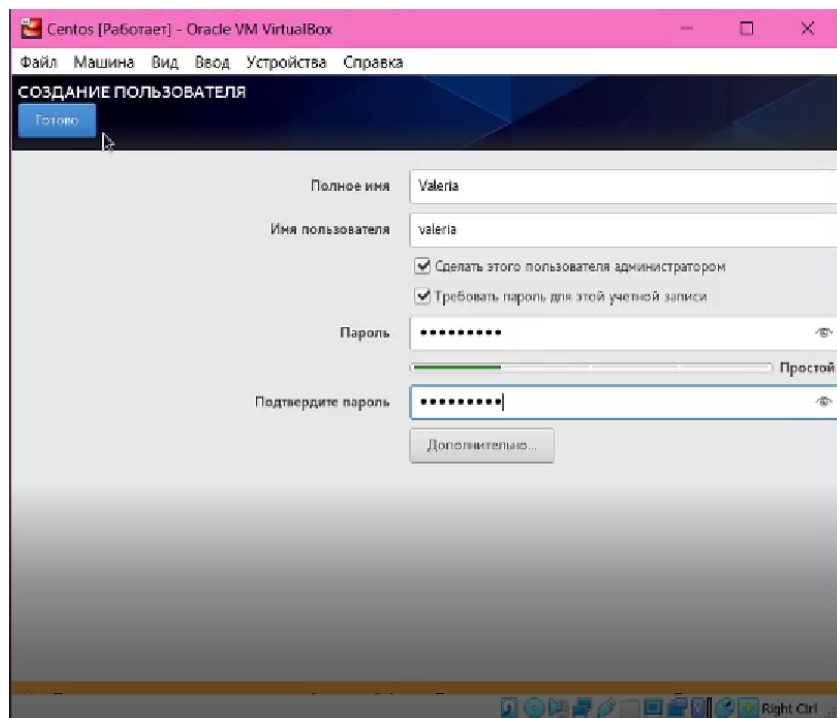 Centos [Работает] - Oracle VM VirtualBox
Файл Машина Вид Ввод Устройства Справка
СОЗДАНИЕ ПОЛЬЗОВАТЕЛЯ
Готово
Полное имя Valeria
Имя пользователя valeria
Сделать этого пользователя администратором
Требовать пароль для этой учетной записи
Пароль •••••••••
Простой
Подтвердите пароль •••••••••
Дополнительно...
Right Ctrl